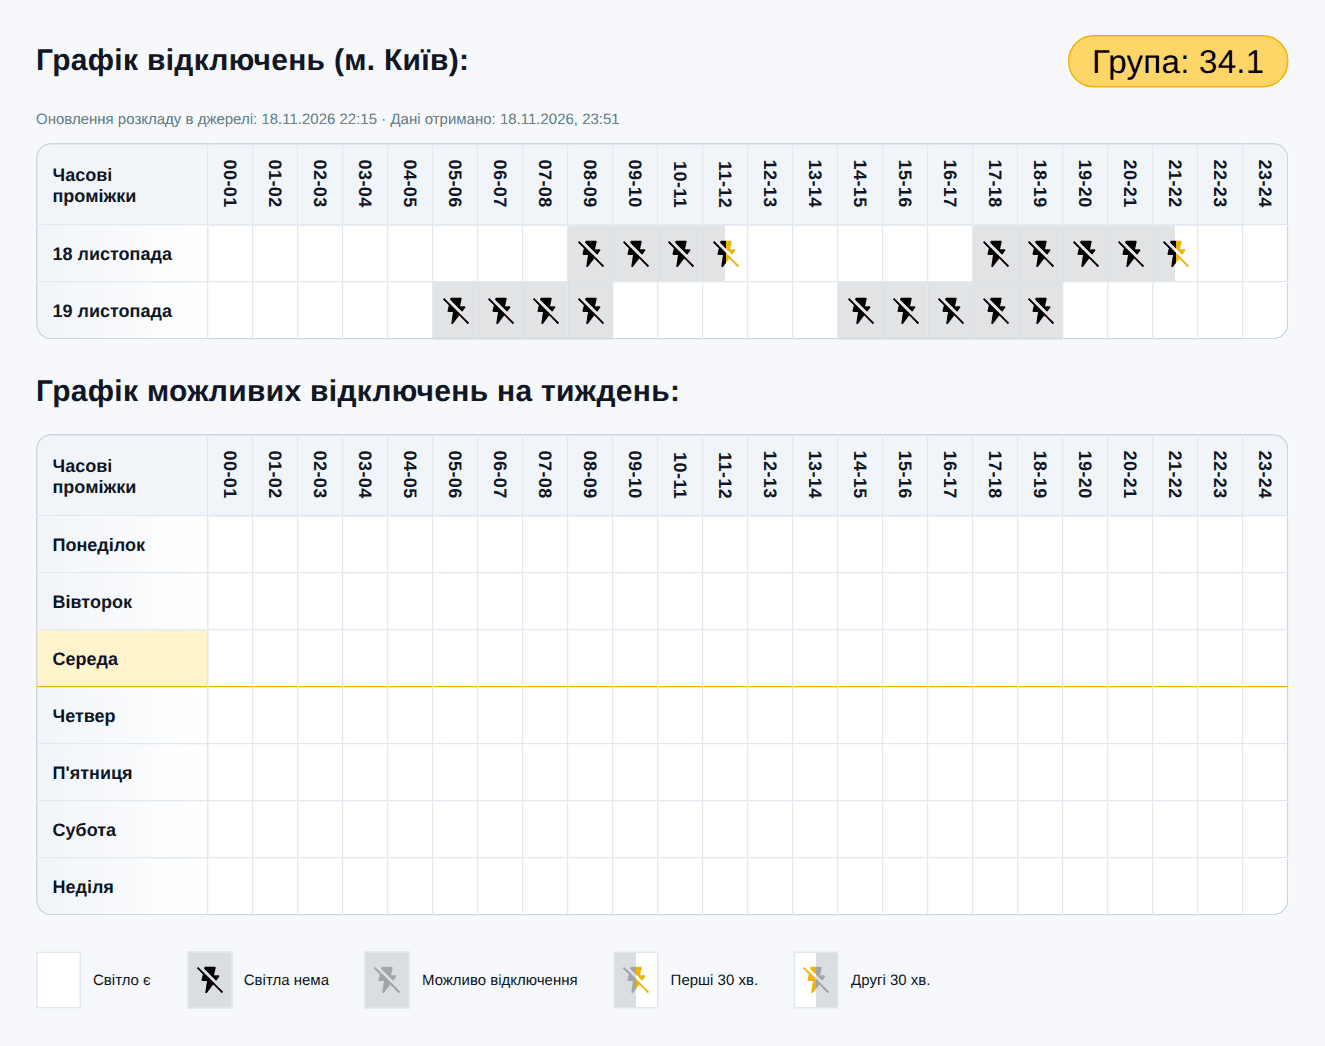 Графік відключень (м. Київ):
Група: 34.1
Оновлення розкладу в джерелі: 18.11.2026 22:15 · Дані отримано: 18.11.2026, 23:51
Часові
проміжки
00-01 01-02 02-03 03-04 04-05 05-06 06-07 07-08 08-09 09-10 10-11 11-12 12-13 13-14 14-15 15-16 16-17 17-18 18-19 19-20 20-21 21-22 22-23 23-24
18 листопада
19 листопада
Графік можливих відключень на тиждень:
Часові
проміжки
00-01 01-02 02-03 03-04 04-05 05-06 06-07 07-08 08-09 09-10 10-11 11-12 12-13 13-14 14-15 15-16 16-17 17-18 18-19 19-20 20-21 21-22 22-23 23-24
Понеділок
Вівторок
Середа
Четвер
П'ятниця
Субота
Неділя
Світло є Світла нема Можливо відключення Перші 30 хв. Другі 30 хв.